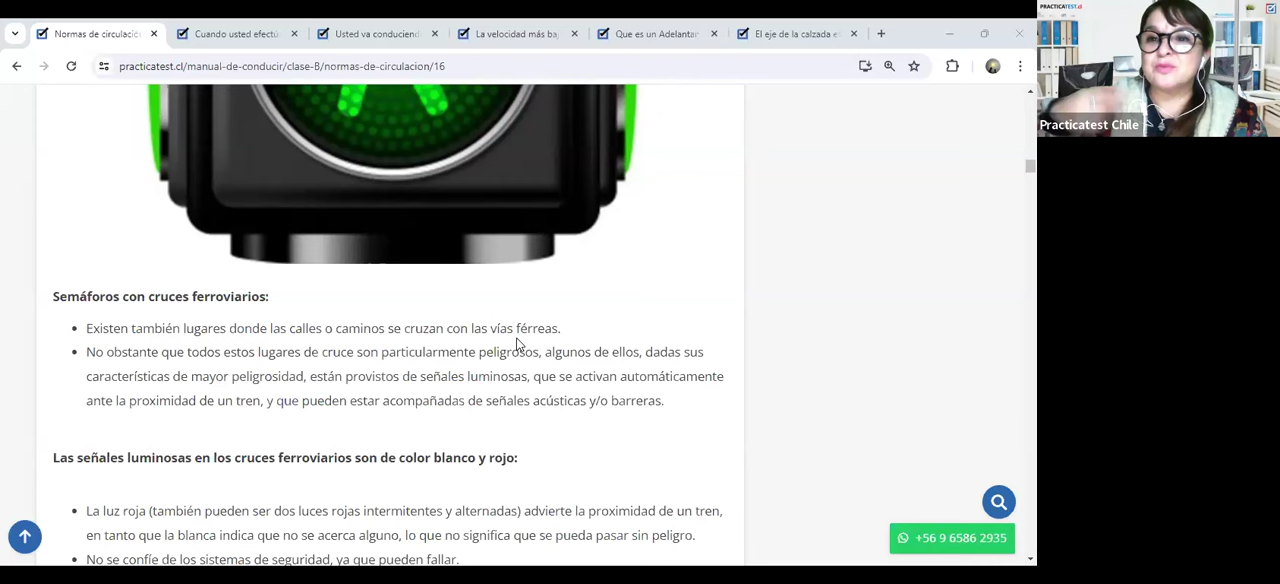 Normas de circulació
Cuando usted efectú
Usted va conduciend
La velocidad más ba
Que es un Adelantar
El eje de la calzada e
practicatest.cl/manual-de-conducir/clase-B/normas-de-circulacion/16
PRACTICATEST.cl
Practicatest Chile
Semáforos con cruces ferroviarios:
Existen también lugares donde las calles o caminos se cruzan con las vías férreas.
No obstante que todos estos lugares de cruce son particularmente peligrosos, algunos de ellos, dadas sus
características de mayor peligrosidad, están provistos de señales luminosas, que se activan automáticamente
ante la proximidad de un tren, y que pueden estar acompañadas de señales acústicas y/o barreras.
Las señales luminosas en los cruces ferroviarios son de color blanco y rojo:
La luz roja (también pueden ser dos luces rojas intermitentes y alternadas) advierte la proximidad de un tren,
en tanto que la blanca indica que no se acerca alguno, lo que no significa que se pueda pasar sin peligro.
No se confíe de los sistemas de seguridad, ya que pueden fallar.
+56 9 6586 2935